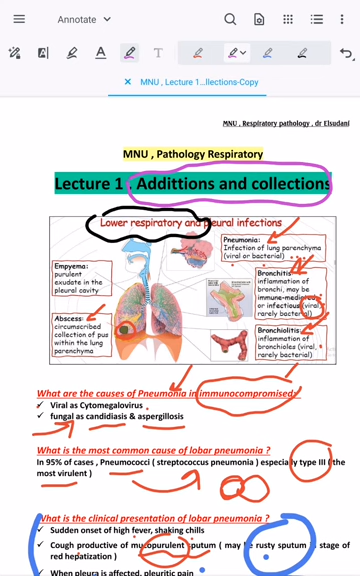 Annotate
MNU , Lecture 1...llections-Copy
MNU , Respiratory pathology , dr Elsudani
MNU , Pathology Respiratory
Lecture 1 . Addittions and collections
Lower respiratory and pleural infections
Pneumonia:
Infection of lung parenchyma
(viral or bacterial)
Empyema:
purulent
exudate in the
pleural cavity
Bronchitis
inflammation of
bronchi, may be
immune-mediated
or infectious (viral,
rarely bacterial)
Abscess:
circumscribed
collection of pus
within the lung
parenchyma
Bronchiolitis:
inflammation of
bronchioles (viral,
rarely bacterial)
What are the causes of Pneumonia in immunocompromised?
✓ Viral as Cytomegalovirus .
✓ fungal as candidiasis & aspergillosis
What is the most common cause of lobar pneumonia ?
In 95% of cases , Pneumococci ( streptococcus pneumonia ) especially type III ( the
most virulent )
What is the clinical presentation of lobar pneumonia ?
✓ Sudden onset of high fever, shaking chills
✓ Cough productive of mucopurulent sputum ( may be rusty sputum in stage of
red hepatization )
✓ When pleura is affected, pleuritic pain